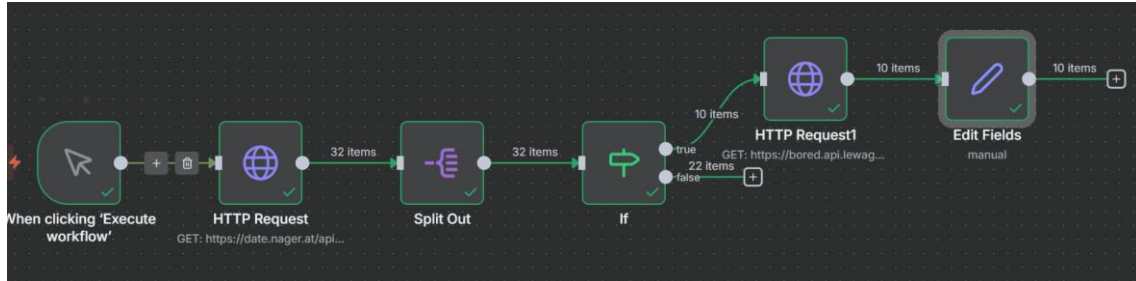 10 items
10 items
10 items
HTTP Request1
GET: https://bored.api.lewag...
Edit Fields
manual
32 items
32 items
true
22 items
false
When clicking ‘Execute
workflow’
HTTP Request
GET: https://date.nager.at/api...
Split Out
If